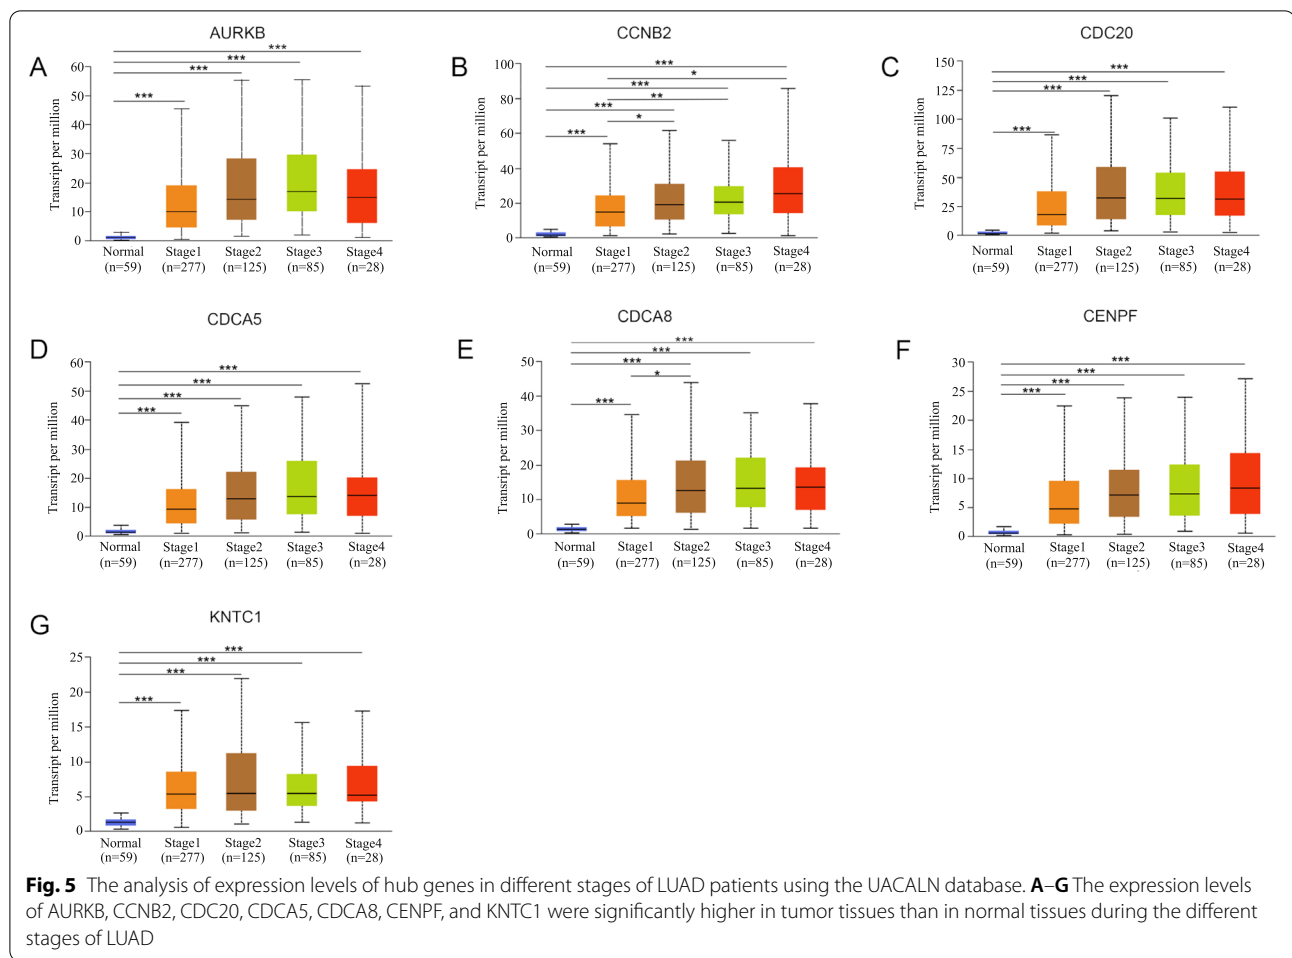 AURKB
A
Transript per million
60
50
40
30
20
10
0
***
***
***
***
Normal Stage1 Stage2 Stage3 Stage4
(n=59) (n=277) (n=125) (n=85) (n=28)
CCNB2
B
Transript per million
100
80
60
40
20
0
***
*
***
**
***
*
***
Normal Stage1 Stage2 Stage3 Stage4
(n=59) (n=277) (n=125) (n=85) (n=28)
CDC20
C
Transript per million
150
125
100
75
50
25
0
***
***
***
***
Normal Stage1 Stage2 Stage3 Stage4
(n=59) (n=277) (n=125) (n=85) (n=28)
CDCA5
D
Transript per million
60
50
40
30
20
10
0
***
***
***
***
Normal Stage1 Stage2 Stage3 Stage4
(n=59) (n=277) (n=125) (n=85) (n=28)
CDCA8
E
Transript per million
50
40
30
20
10
0
***
***
***
*
***
Normal Stage1 Stage2 Stage3 Stage4
(n=59) (n=277) (n=125) (n=85) (n=28)
CENPF
F
Transript per million
30
25
20
15
10
5
0
***
***
***
***
Normal Stage1 Stage2 Stage3 Stage4
(n=59) (n=277) (n=125) (n=85) (n=28)
KNTC1
G
Transript per million
25
20
15
10
5
0
***
***
***
***
Normal Stage1 Stage2 Stage3 Stage4
(n=59) (n=277) (n=125) (n=85) (n=28)
Fig. 5 The analysis of expression levels of hub genes in different stages of LUAD patients using the UACALN database. A–G The expression levels
of AURKB, CCNB2, CDC20, CDCA5, CDCA8, CENPF, and KNTC1 were significantly higher in tumor tissues than in normal tissues during the different
stages of LUAD